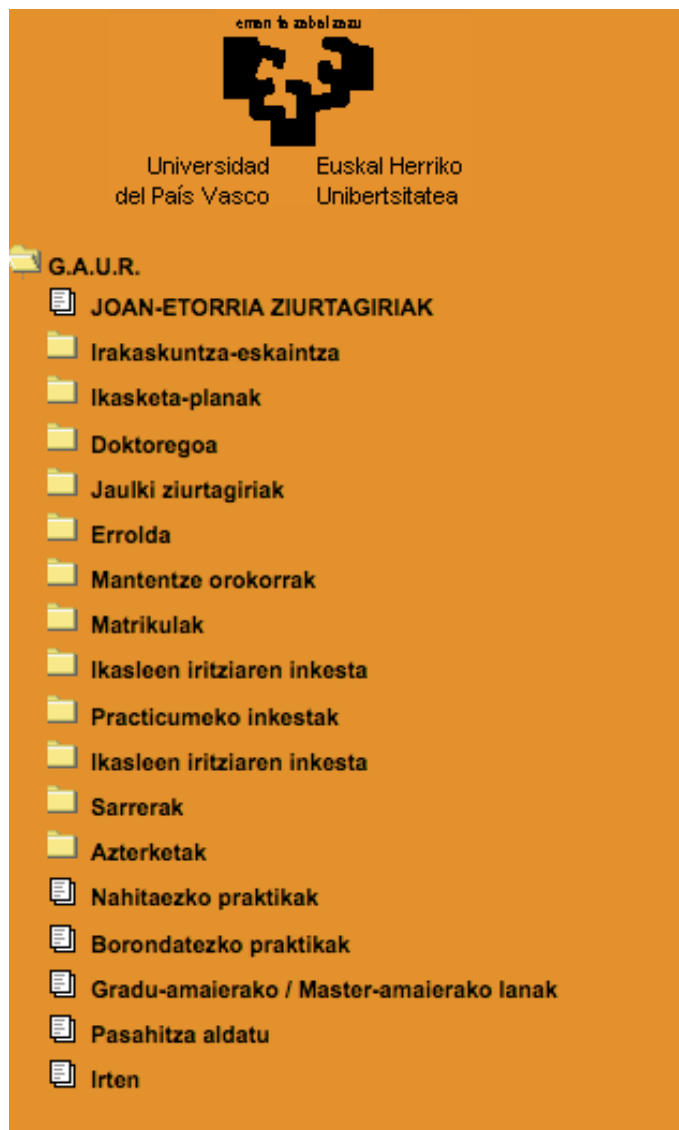 eman ta zabal zazu
Universidad
del País Vasco
Euskal Herriko
Unibertsitatea
G.A.U.R.
JOAN-ETORRIA ZIURTAGIRIAK
Irakaskuntza-eskaintza
Ikasketa-planak
Doktoregoa
Jaulki ziurtagiriak
Errolda
Mantentze orokorrak
Matrikulak
Ikasleen iritziaren inkesta
Practicumeko inkestak
Ikasleen iritziaren inkesta
Sarrerak
Azterketak
Nahitaezko praktikak
Borondatezko praktikak
Gradu-amaierako / Master-amaierako lanak
Pasahitza aldatu
Irten